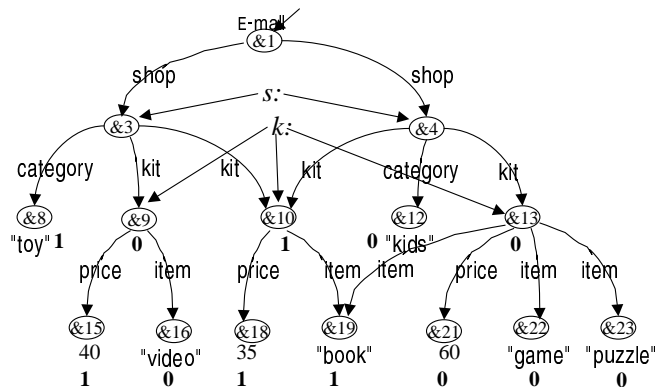 E-mall
&1
shop shop
s:
&3 &4
k:
category kit kit kit category kit
&8 &9 &10 &12 &13
"toy" 1 0 1 0 "kids" 0
price item price item item price item item
&15 &16 &18 &19 &21 &22 &23
40 "video" 35 "book" 60 "game" "puzzle"
1 0 1 1 0 0 0